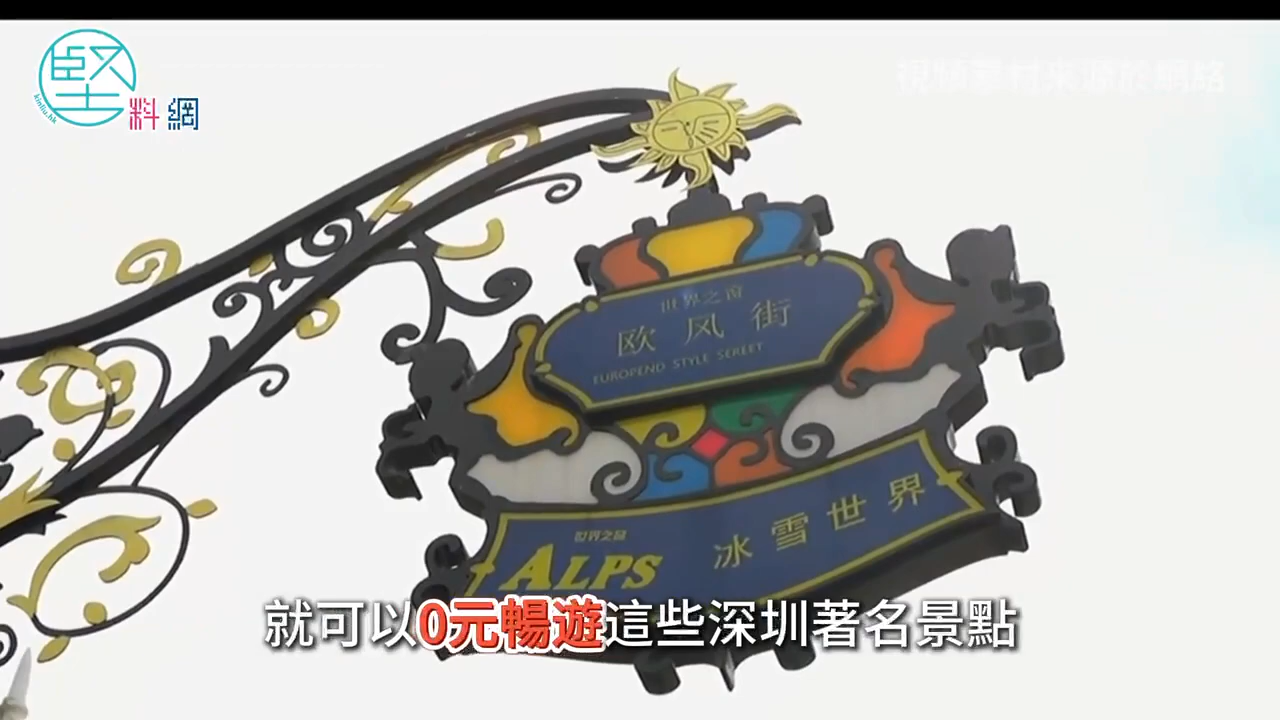 堅
料網
kinliu.hk
視頻素材來源於網絡
世界之窗
欧风街
EUROPEND STYLE SEREET
世界之窗
ALPS 冰雪世界
就可以0元暢遊這些深圳著名景點